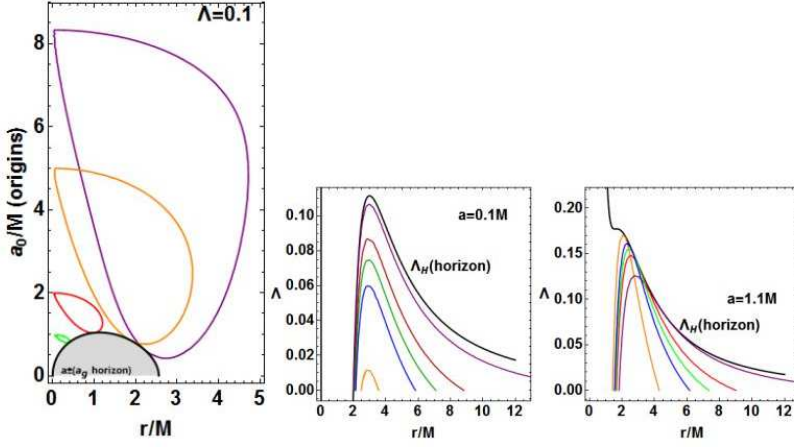 Λ=0.1
8
6
4
2
0
a₀/M (origins)
a±(a_g horizon)
0 1 2 3 4 5
r/M
0.10
0.08
0.06
0.04
0.02
0.00
Λ
a=0.1M
Λ_H(horizon)
0 2 4 6 8 10 12
r/M
0.20
0.15
0.10
0.05
0.00
Λ
a=1.1M
Λ_H(horizon)
0 2 4 6 8 10 12
r/M